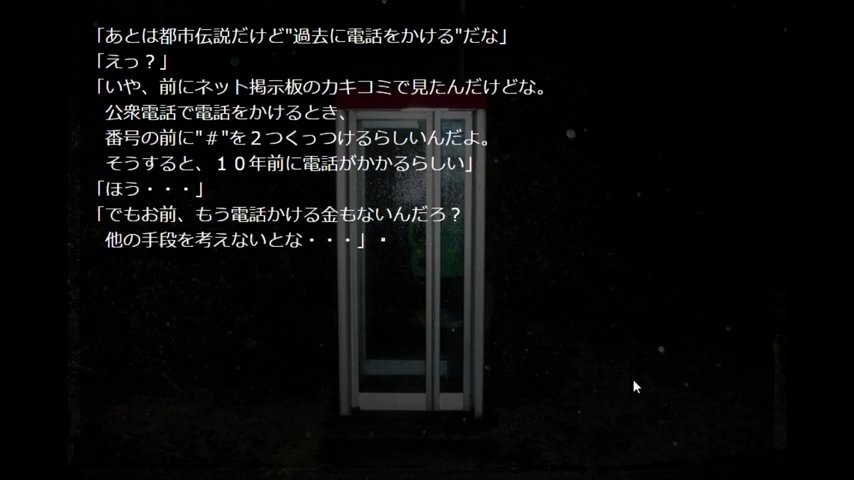 「あとは都市伝説だけど"過去に電話をかける"だな」
「えっ？」
「いや、前にネット掲示板のカキコミで見たんだけどな。
公衆電話で電話をかけるとき、
番号の前に"＃"を２つくっつけるらしいんだよ。
そうすると、１０年前に電話がかかるらしい」
「ほう・・・」
「でもお前、もう電話かける金もないんだろ？
他の手段を考えないとな・・・」